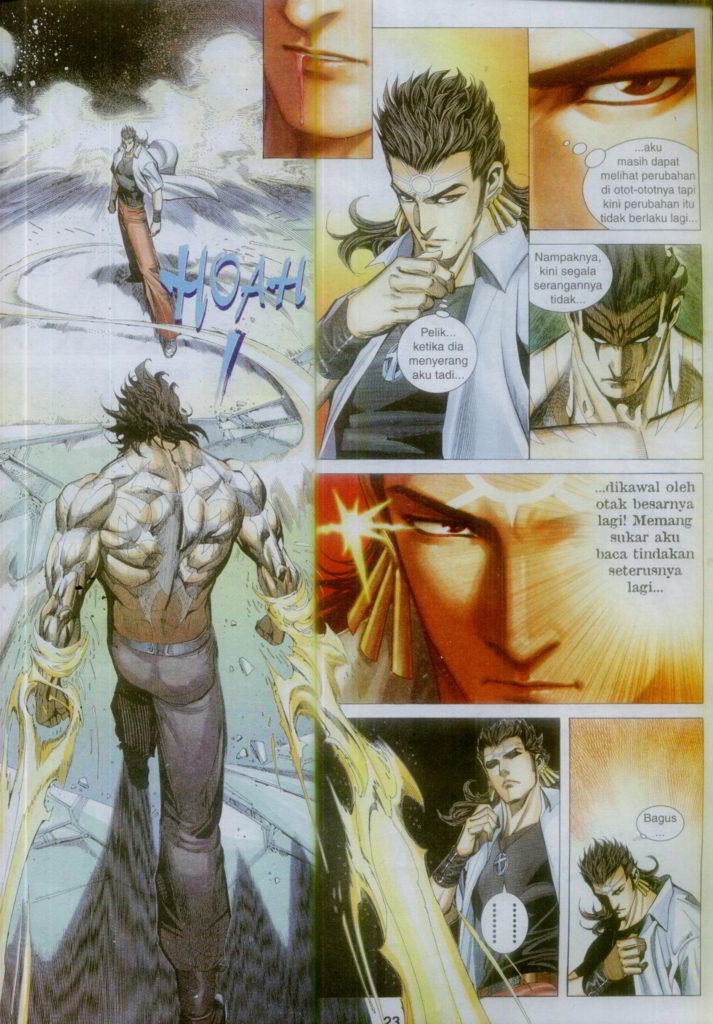 HOAH
!
Pelik...
ketika dia
menyerang
aku tadi...
...aku
masih dapat
melihat perubahan
di otot-ototnya tapi
kini perubahan itu
tidak berlaku lagi...
Nampaknya,
kini segala
serangannya
tidak...
...dikawal oleh
otak besarnya
lagi! Memang
sukar aku
baca tindakan
seterusnya
lagi...
Bagus
...
23